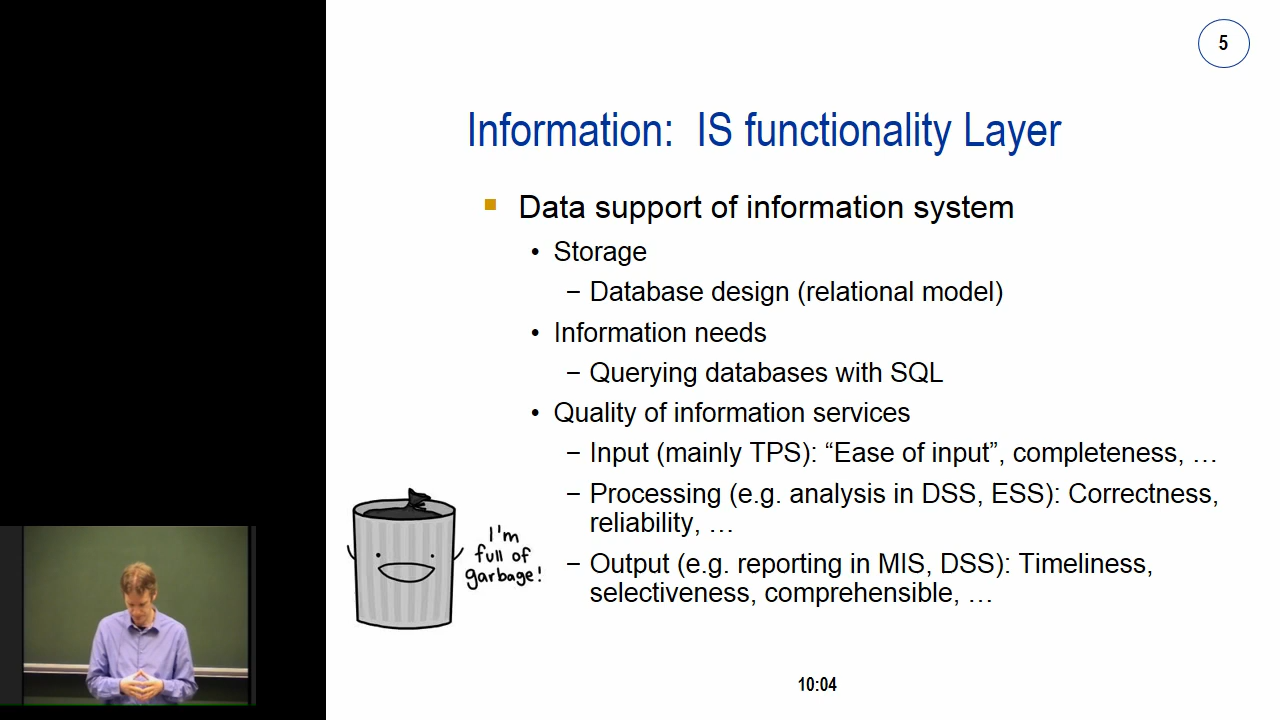 5
Information: IS functionality Layer
▪ Data support of information system
• Storage
– Database design (relational model)
• Information needs
– Querying databases with SQL
• Quality of information services
– Input (mainly TPS): “Ease of input”, completeness, …
– Processing (e.g. analysis in DSS, ESS): Correctness,
reliability, …
– Output (e.g. reporting in MIS, DSS): Timeliness,
selectiveness, comprehensible, …
I'm
full of
garbage!
10:04